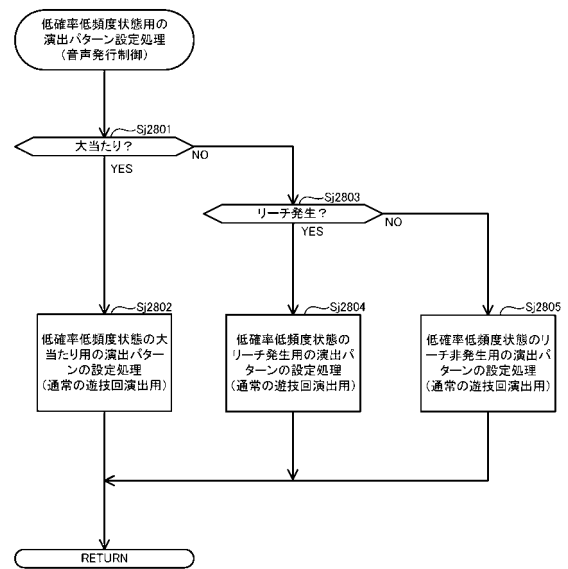 低確率低頻度状態用の
演出パターン設定処理
(音声発行制御)
Sj2801
大当たり?
NO
YES
Sj2803
リーチ発生?
NO
YES
Sj2802
低確率低頻度状態の大
当たり用の演出パター
ンの設定処理
(通常の遊技回演出用)
Sj2804
低確率低頻度状態の
リーチ発生用の演出パ
ターンの設定処理
(通常の遊技回演出用)
Sj2805
低確率低頻度状態のリ
ーチ非発生用の演出パ
ターンの設定処理
(通常の遊技回演出用)
RETURN